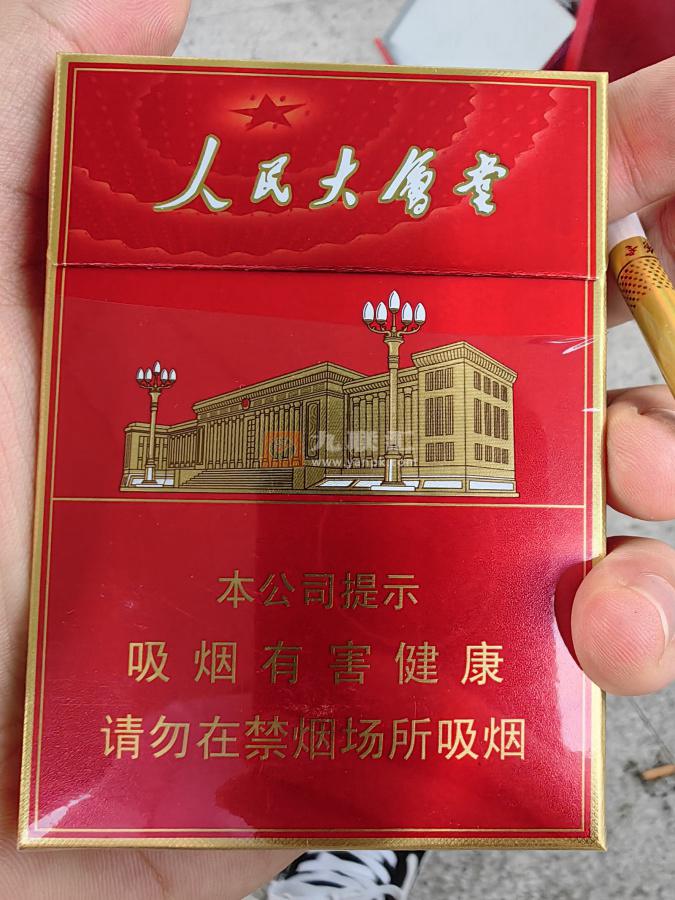 人民大會堂
本公司提示
吸烟有害健康
请勿在禁烟场所吸烟